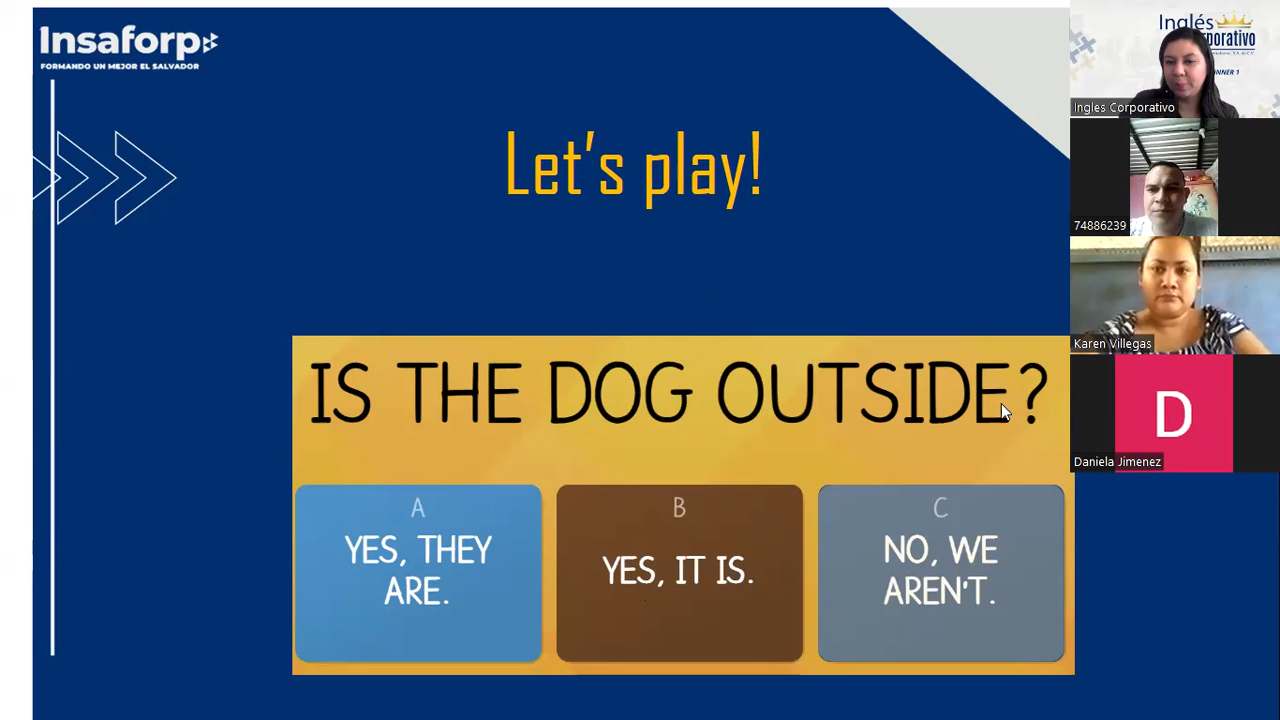 Insaforp
FORMANDO UN MEJOR EL SALVADOR
Let's play!
IS THE DOG OUTSIDE?
A
YES, THEY
ARE.
B
YES, IT IS.
C
NO, WE
AREN'T.
Inglés
Ingles Corporativo
74886239
Karen Villegas
D
Daniela Jimenez